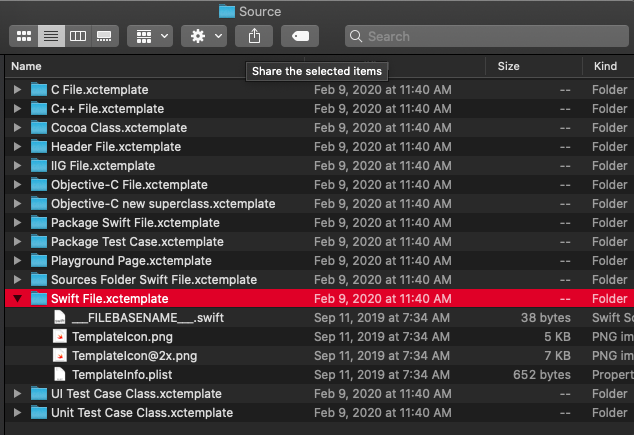 Source
Search
Name Size Kind
Share the selected items
C File.xctemplate Feb 9, 2020 at 11:40 AM -- Folder
C++ File.xctemplate Feb 9, 2020 at 11:40 AM -- Folder
Cocoa Class.xctemplate Feb 9, 2020 at 11:40 AM -- Folder
Header File.xctemplate Feb 9, 2020 at 11:40 AM -- Folder
IIG File.xctemplate Feb 9, 2020 at 11:40 AM -- Folder
Objective-C File.xctemplate Feb 9, 2020 at 11:40 AM -- Folder
Objective-C new superclass.xctemplate Feb 9, 2020 at 11:40 AM -- Folder
Package Swift File.xctemplate Feb 9, 2020 at 11:40 AM -- Folder
Package Test Case.xctemplate Feb 9, 2020 at 11:40 AM -- Folder
Playground Page.xctemplate Feb 9, 2020 at 11:40 AM -- Folder
Sources Folder Swift File.xctemplate Feb 9, 2020 at 11:40 AM -- Folder
Swift File.xctemplate Feb 9, 2020 at 11:40 AM -- Folder
___FILEBASENAME___.swift Sep 11, 2019 at 7:34 AM 38 bytes Swift So
TemplateIcon.png Sep 11, 2019 at 7:34 AM 5 KB PNG im
TemplateIcon@2x.png Sep 11, 2019 at 7:34 AM 7 KB PNG im
TemplateInfo.plist Sep 11, 2019 at 7:34 AM 652 bytes Propert
UI Test Case Class.xctemplate Feb 9, 2020 at 11:40 AM -- Folder
Unit Test Case Class.xctemplate Feb 9, 2020 at 11:40 AM -- Folder